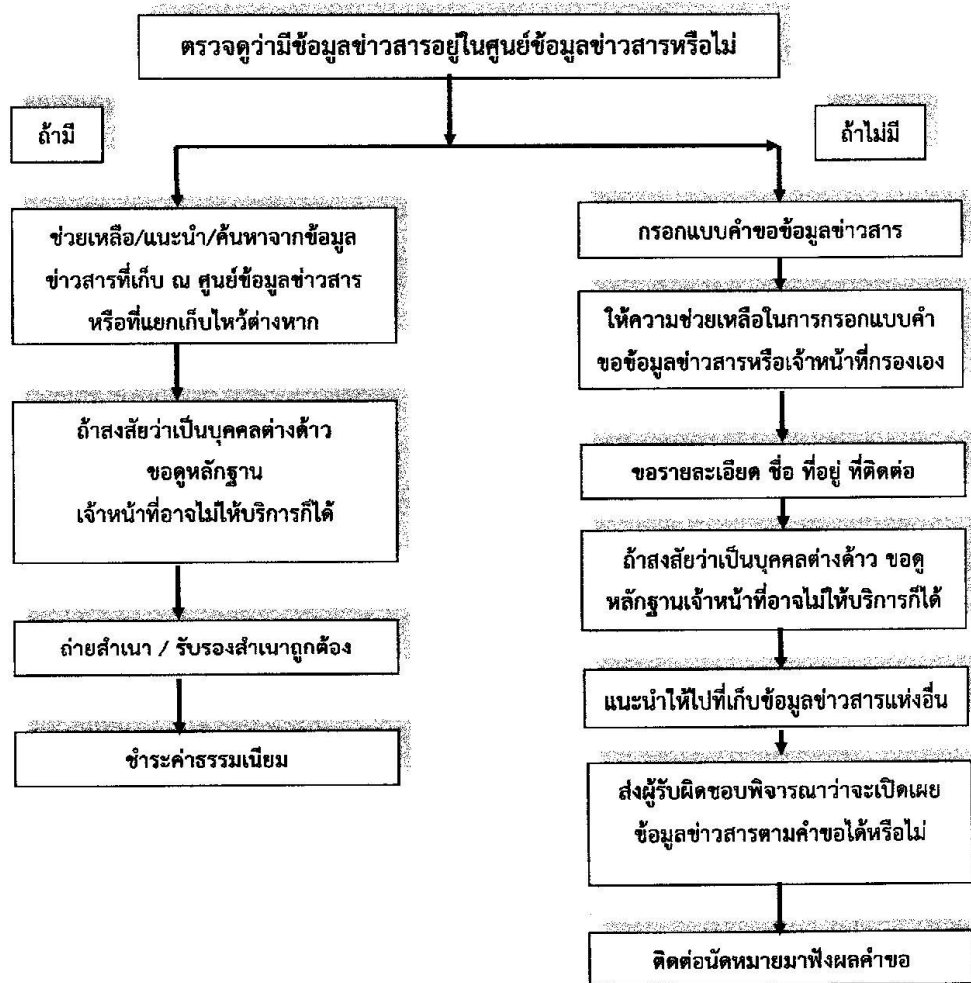 ตรวจดูว่ามีข้อมูลข่าวสารอยู่ในศูนย์ข้อมูลข่าวสารหรือไม่
ถ้ามี
ถ้าไม่มี
ช่วยเหลือ/แนะนำ/ค้นหาจากข้อมูล
ข่าวสารที่เก็บ ณ ศูนย์ข้อมูลข่าวสาร
หรือที่แยกเก็บไหว้ต่างหาก
ถ้าสงสัยว่าเป็นบุคคลต่างด้าว
ขอดูหลักฐาน
เจ้าหน้าที่อาจไม่ให้บริการก็ได้
ถ่ายสำเนา / รับรองสำเนาถูกต้อง
ชำระค่าธรรมเนียม
กรอกแบบคำขอข้อมูลข่าวสาร
ให้ความช่วยเหลือในการกรอกแบบคำ
ขอข้อมูลข่าวสารหรือเจ้าหน้าที่กรองเอง
ขอรายละเอียด ชื่อ ที่อยู่ ที่ติดต่อ
ถ้าสงสัยว่าเป็นบุคคลต่างด้าว ขอดู
หลักฐานเจ้าหน้าที่อาจไม่ให้บริการก็ได้
แนะนำให้ไปที่เก็บข้อมูลข่าวสารแห่งอื่น
ส่งผู้รับผิดชอบพิจารณาว่าจะเปิดเผย
ข้อมูลข่าวสารตามคำขอได้หรือไม่
ติดต่อนัดหมายมาฟังผลคำขอ